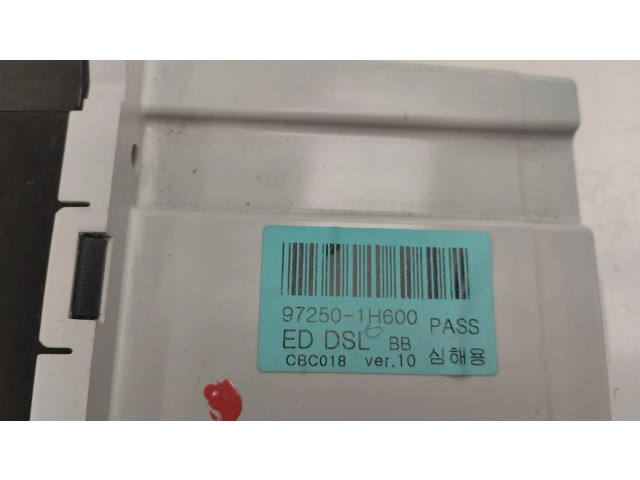 97250-1H600 PASS
ED DSL BB
CBC018 ver.10 심해용